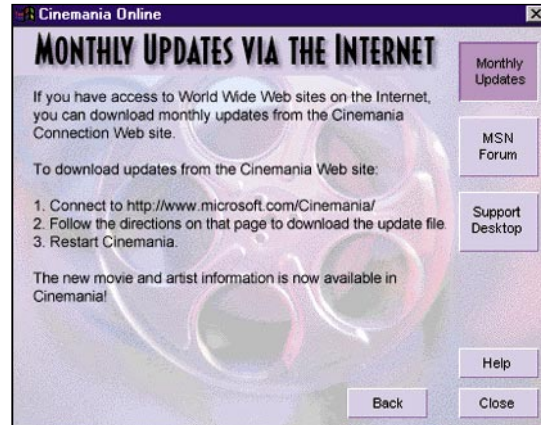 Cinemania Online
MONTHLY UPDATES VIA THE INTERNET
If you have access to World Wide Web sites on the Internet,
you can download monthly updates from the Cinemania
Connection Web site.
To download updates from the Cinemania Web site:
1. Connect to http://www.microsoft.com/Cinemania/
2. Follow the directions on that page to download the update file.
3. Restart Cinemania.
The new movie and artist information is now available in
Cinemania!
Monthly
Updates
MSN
Forum
Support
Desktop
Help
Back
Close